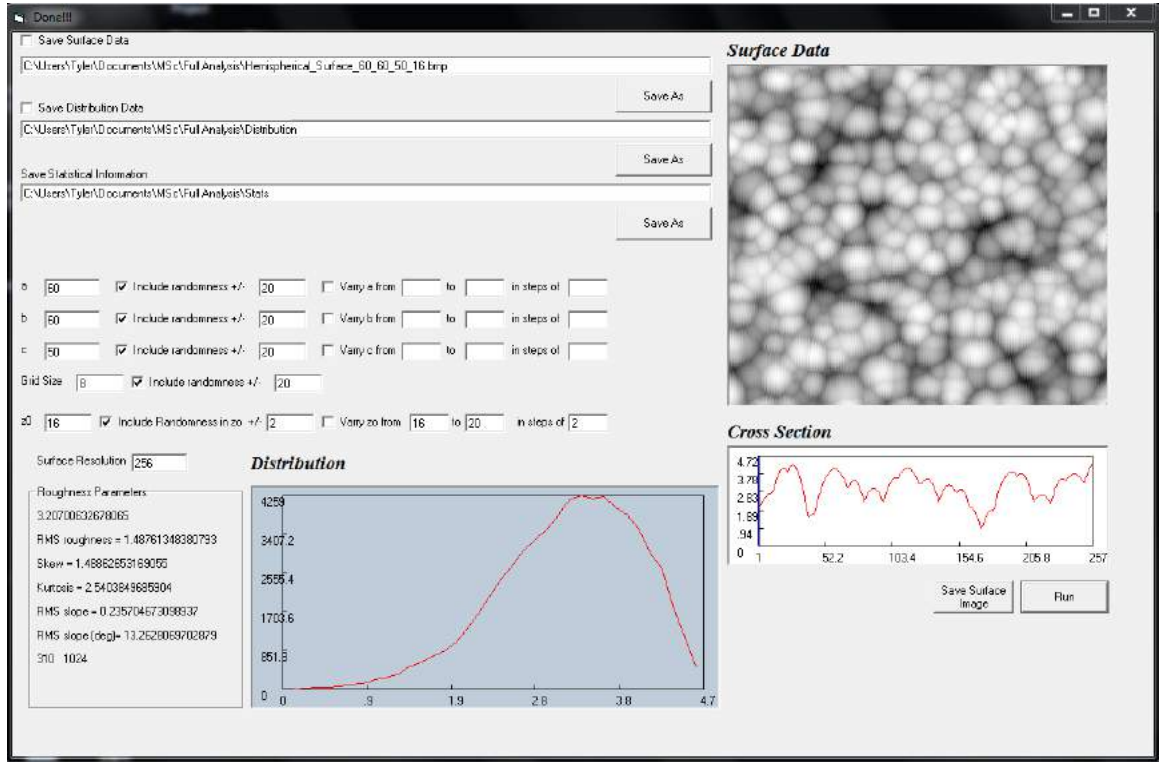 Done!!!
Save Surface Data
C:\Users\Tyler\Documents\MSc\Full Analysis\Hemispherical_Surface_60_60_50_16.bmp
Save As
Save Distribution Data
C:\Users\Tyler\Documents\MSc\Full Analysis\Distribution
Save As
Save Statistical Information
C:\Users\Tyler\Documents\MSc\Full Analysis\Stats
Save As
a 60 Include randomness +/- 20 Varry a from to in steps of
b 60 Include randomness +/- 20 Varry b from to in steps of
c 50 Include randomness +/- 20 Varry c from to in steps of
Grid Size 8 Include randomness +/- 20
z0 16 Include Randomness in zo +/- 2 Varry zo from 16 to 20 in steps of 2
Surface Resolution 256
Roughness Parameters
3.20700632678065
RMS roughness = 1.48761348380793
Skew = 1.48862653169055
Kurtosis = 2.5403849685904
RMS slope = 0.235704673098937
RMS slope (deg)= 13.2628069702879
310 1024
Distribution
4259
3407.2
2555.4
1703.6
851.8
0
0 .9 1.9 2.8 3.8 4.7
Surface Data
Cross Section
4.72
3.78
2.83
1.89
.94
0
1 52.2 103.4 154.6 205.8 257
Save Surface
Image
Run